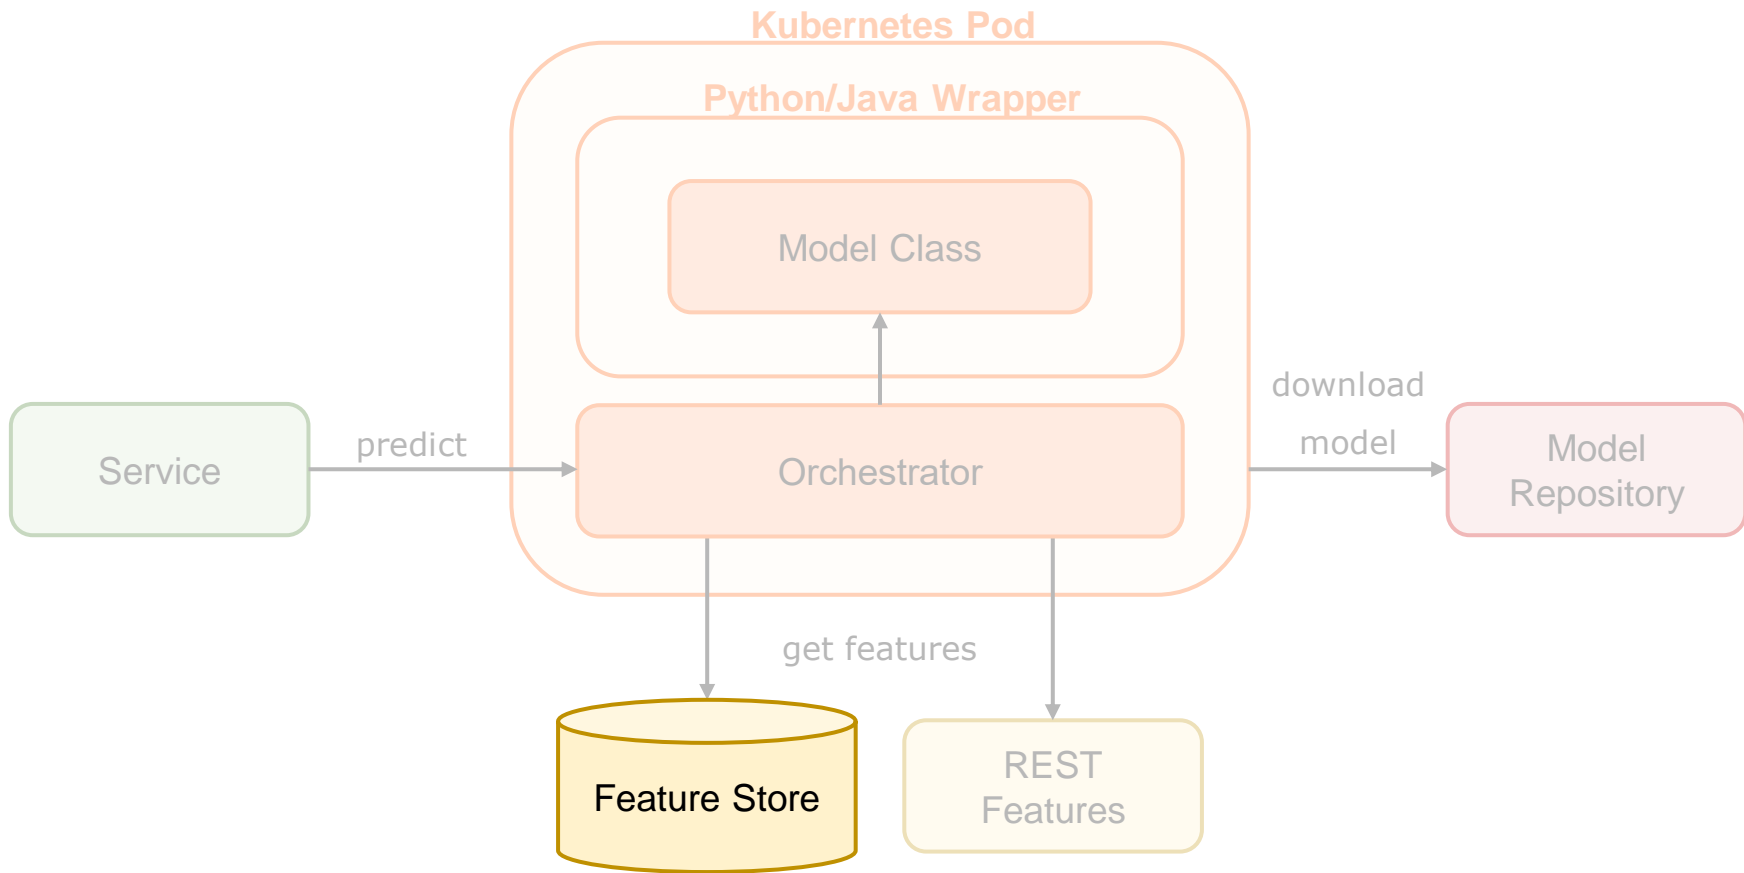 Kubernetes Pod
Python/Java Wrapper
Model Class
download
model
Service
predict
Orchestrator
Model
Repository
get features
Feature Store
REST
Features